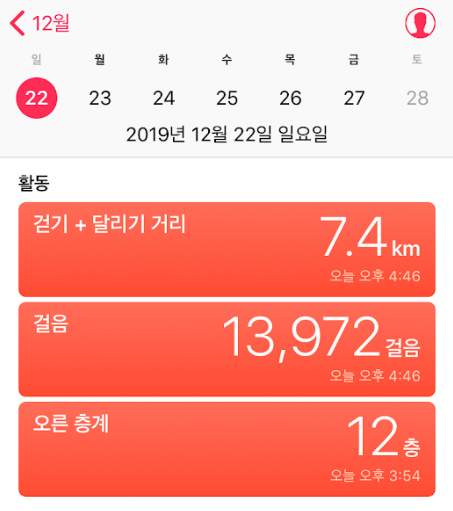 12월
일 월 화 수 목 금 토
22 23 24 25 26 27 28
2019년 12월 22일 일요일
활동
걷기 + 달리기 거리
7.4 km
오늘 오후 4:46
걸음
13,972 걸음
오늘 오후 4:46
오른 층계
12 층
오늘 오후 3:54